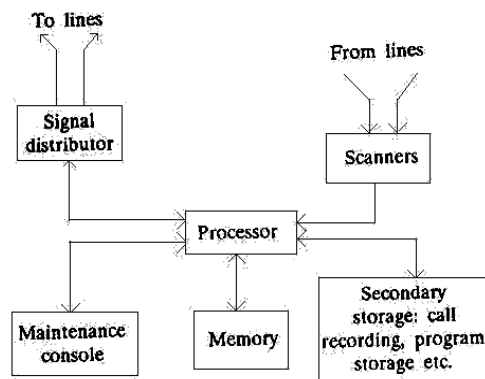 To lines
From lines
Signal
distributor
Scanners
Processor
Maintenance
console
Memory
Secondary
storage: call
recording, program
storage etc.